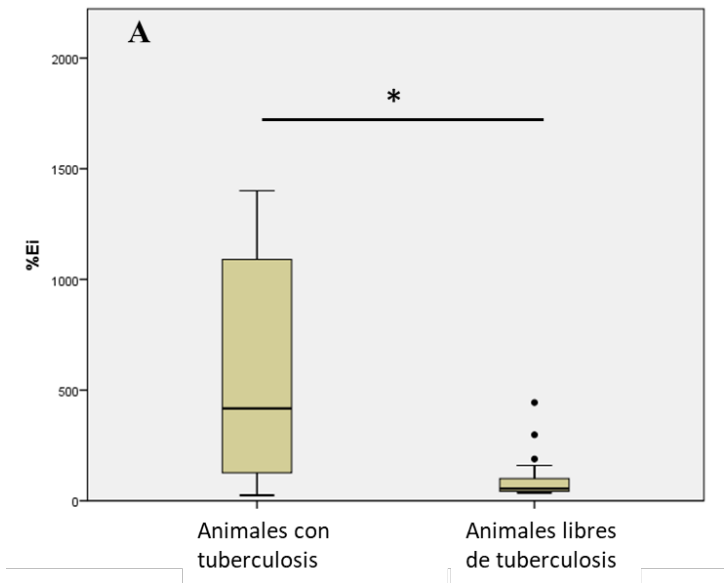 A
2000
*
1500
%Ei
1000
500
0
Animales con
tuberculosis
Animales libres
de tuberculosis